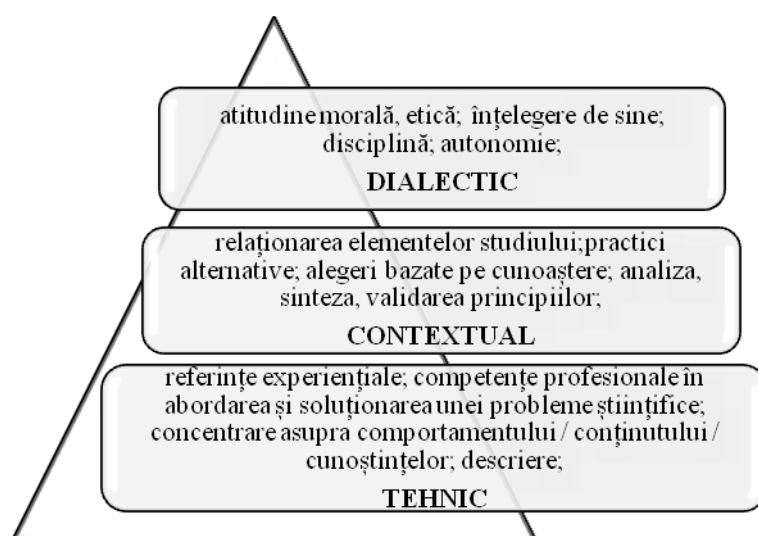 atitudine morală, etică; înțelegere de sine;
disciplină; autonomie;
DIALECTIC
relaționarea elementelor studiului;practici
alternative; alegeri bazate pe cunoaștere; analiza,
sinteza, validarea principiilor;
CONTEXTUAL
referințe experiențiale; competențe profesionale în
abordarea și soluționarea unei probleme științifice;
concentrare asupra comportamentului / conținutului /
cunoștințelor; descriere;
TEHNIC